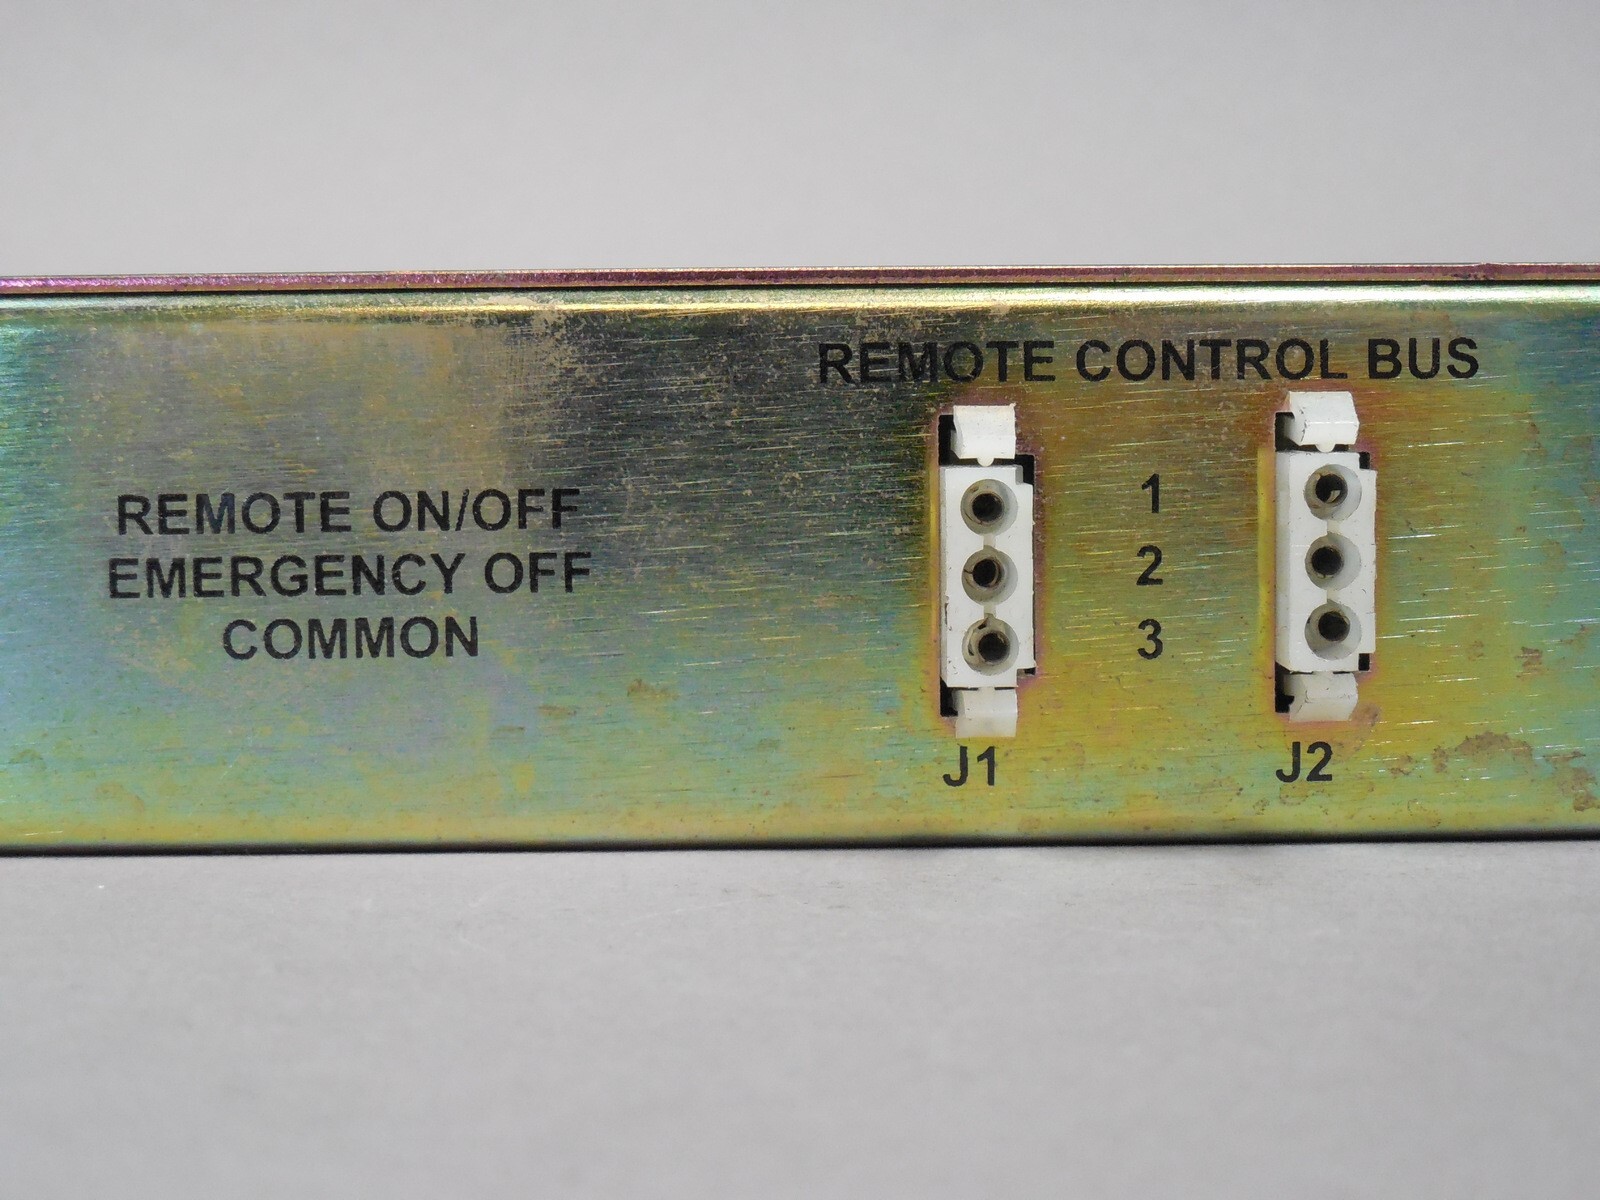 REMOTE CONTROL BUS
REMOTE ON/OFF 1
EMERGENCY OFF 2
COMMON 3
J1 J2